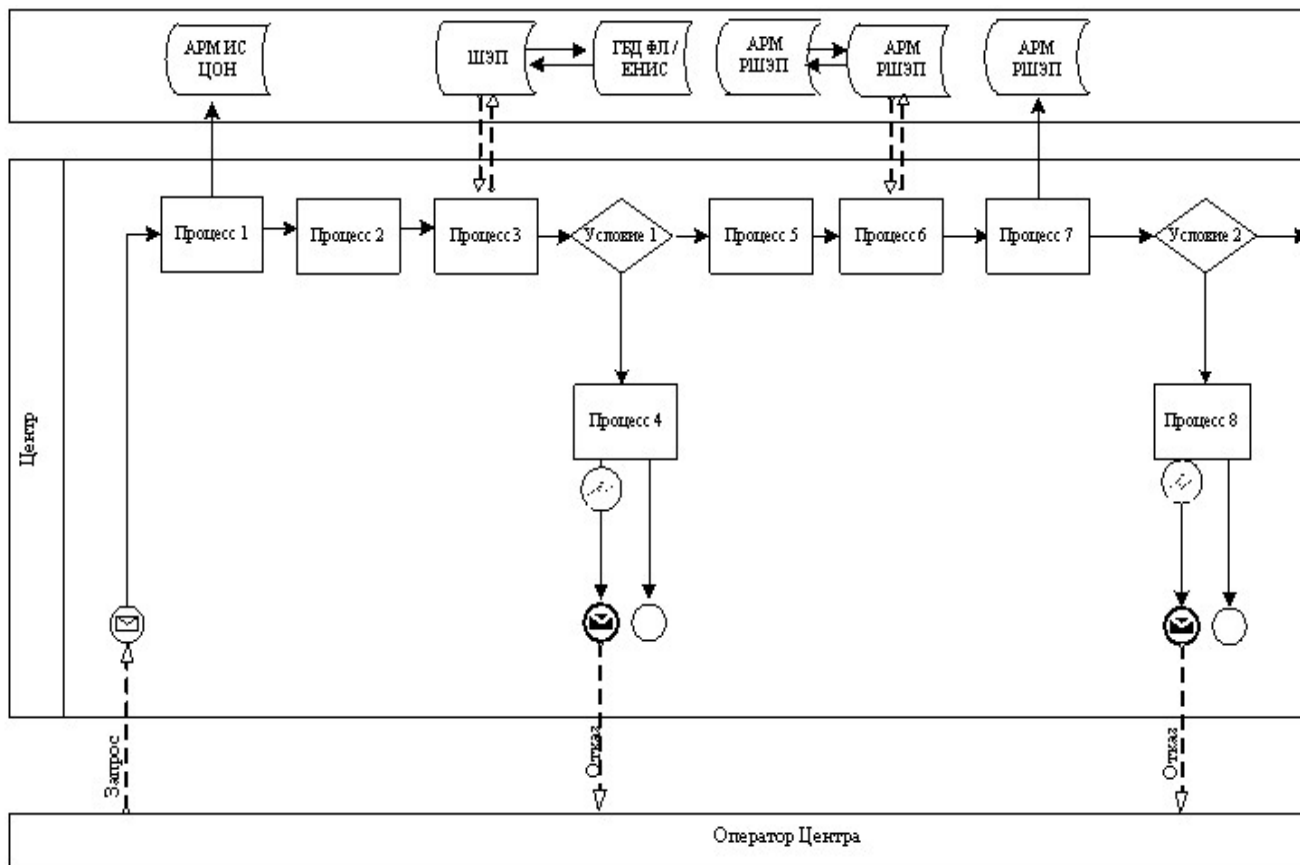 АРМ ИС
ЦОН
ШЭП
ГБД ФЛ /
ЕНИС
АРМ
РШЭП
АРМ
РШЭП
АРМ
РШЭП
Процесс 1
Процесс 2
Процесс 3
Условие 1
Процесс 5
Процесс 6
Процесс 7
Условие 2
Процесс 4
Процесс 8
Центр
Запрос
Отказ
Отказ
Оператор Центра